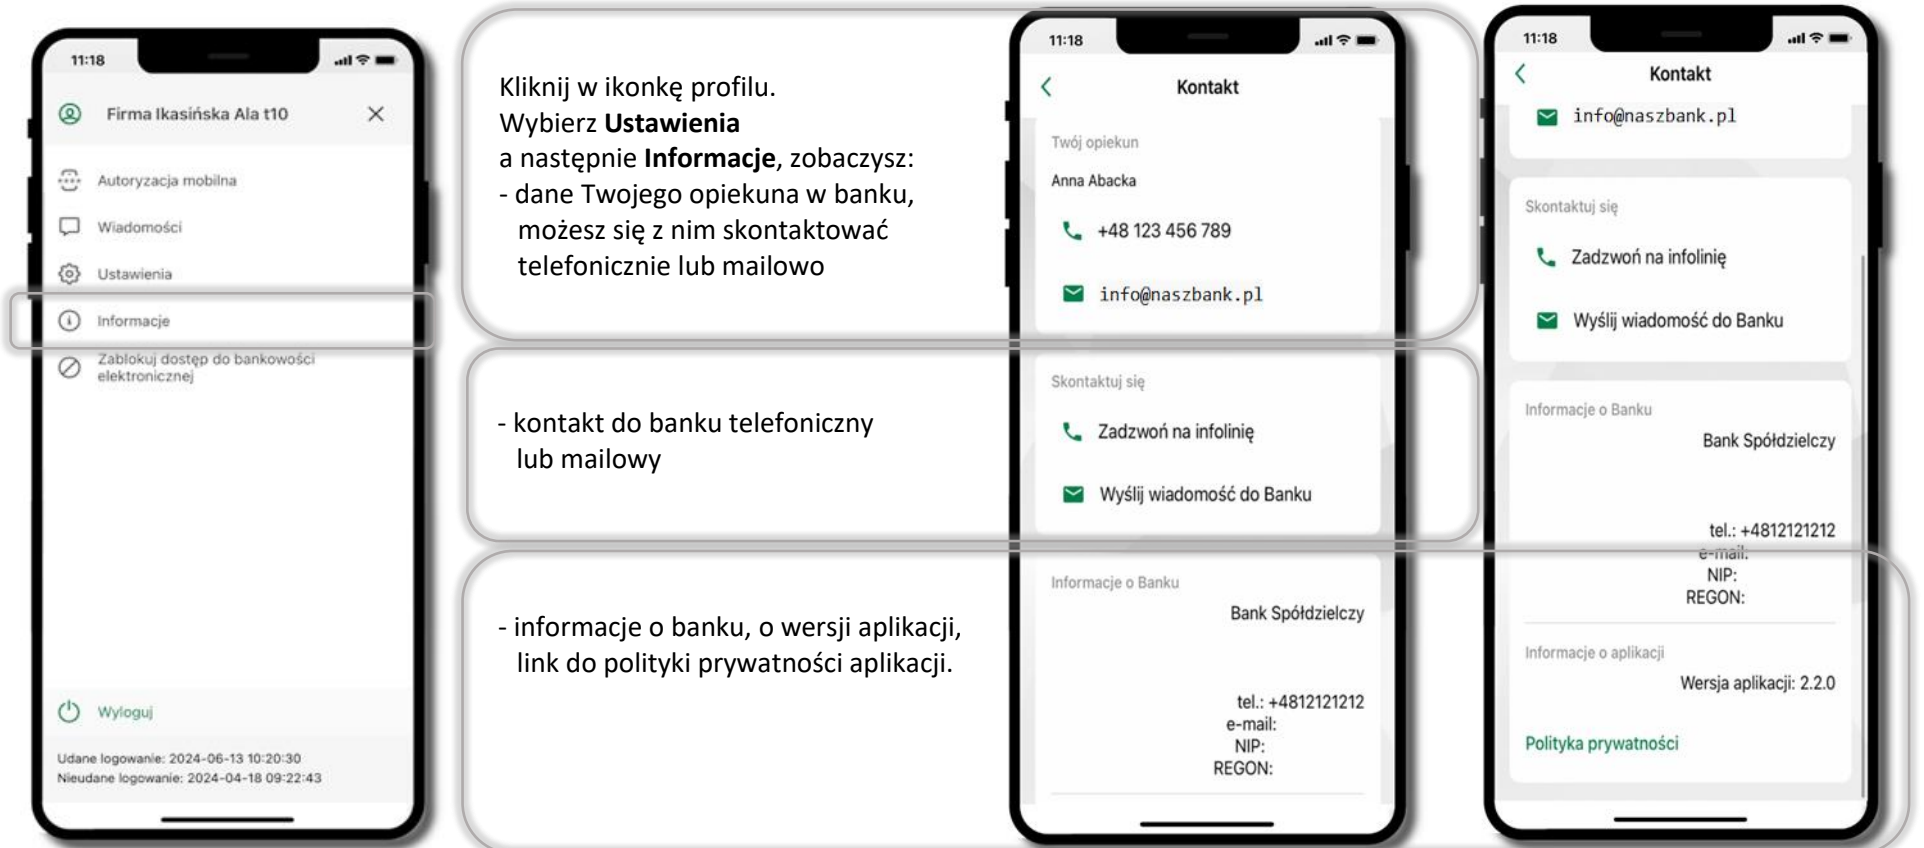 11:18
Firma Ikasińska Ala t10
Autoryzacja mobilna
Wiadomości
Ustawienia
Informacje
Zablokuj dostęp do bankowości
elektronicznej
Wyloguj
Udane logowanie: 2024-06-13 10:20:30
Nieudane logowanie: 2024-04-18 09:22:43
Kliknij w ikonkę profilu.
Wybierz Ustawienia
a następnie Informacje, zobaczysz:
- dane Twojego opiekuna w banku,
możesz się z nim skontaktować
telefonicznie lub mailowo
- kontakt do banku telefoniczny
lub mailowy
- informacje o banku, o wersji aplikacji,
link do polityki prywatności aplikacji.
11:18
Kontakt
Twój opiekun
Anna Abacka
+48 123 456 789
info@naszbank.pl
Skontaktuj się
Zadzwoń na infolinię
Wyślij wiadomość do Banku
Informacje o Banku
Bank Spółdzielczy
tel.: +4812121212
e-mail:
NIP:
REGON:
11:18
Kontakt
info@naszbank.pl
Skontaktuj się
Zadzwoń na infolinię
Wyślij wiadomość do Banku
Informacje o Banku
Bank Spółdzielczy
tel.: +4812121212
e-mail:
NIP:
REGON:
Informacje o aplikacji
Wersja aplikacji: 2.2.0
Polityka prywatności